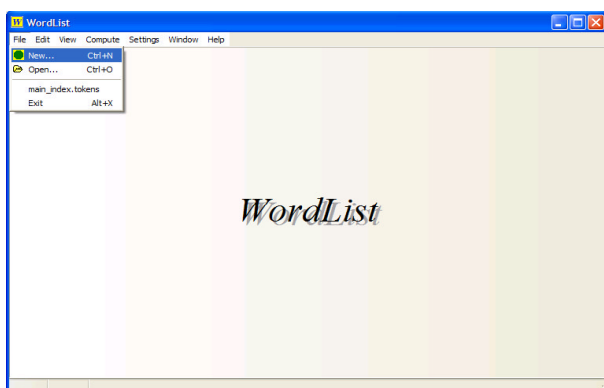 W WordList
File Edit View Compute Settings Window Help
New... Ctrl+N
Open... Ctrl+O
main_index.tokens
Exit Alt+X
WordList